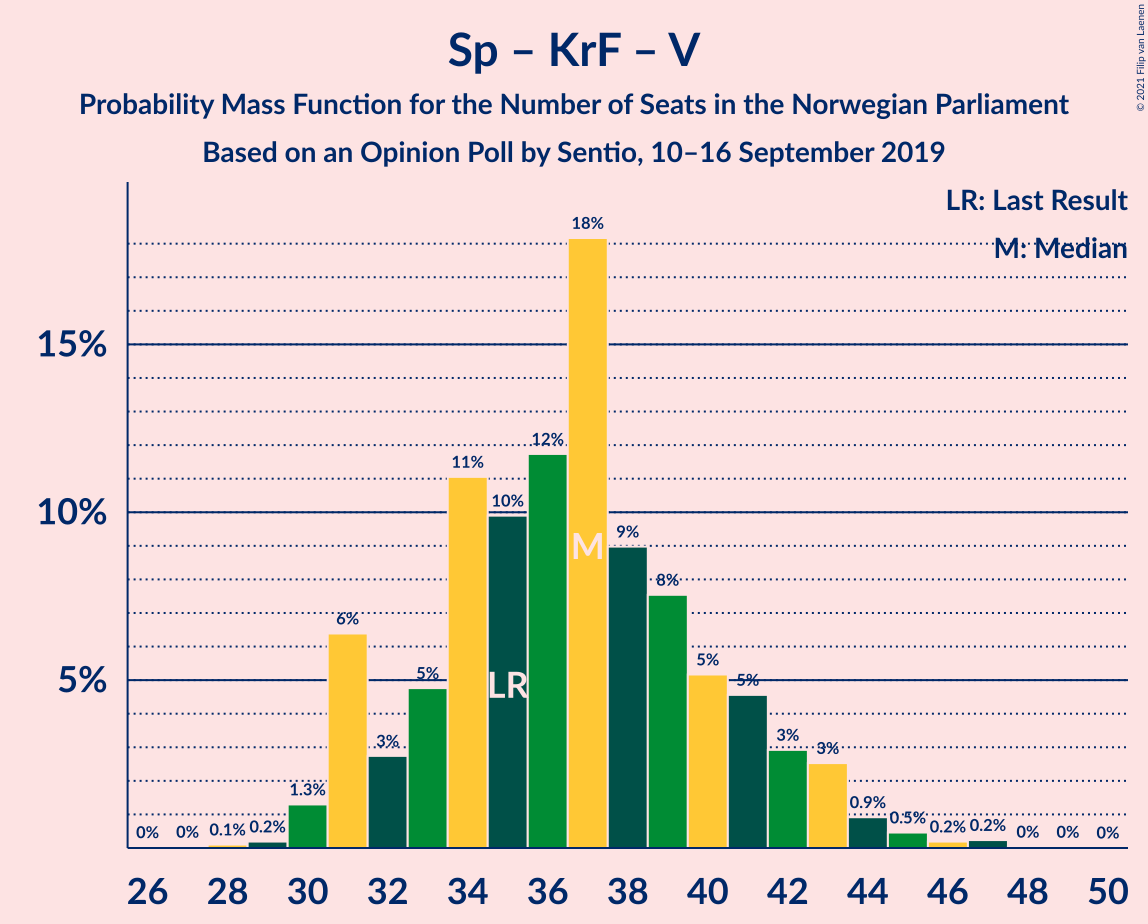 © 2021 Filip van Laenen
Sp – KrF – V
Probability Mass Function for the Number of Seats in the Norwegian Parliament
Based on an Opinion Poll by Sentio, 10–16 September 2019
LR: Last Result
M: Median
15%
10%
5%
0% 0% 0.1% 0.2% 1.3% 6% 3% 5% 11% 10% 12% 18% 9% 8% 5% 5% 3% 3% 0.9% 0.5% 0.2% 0.2% 0% 0% 0%
LR M
26 28 30 32 34 36 38 40 42 44 46 48 50